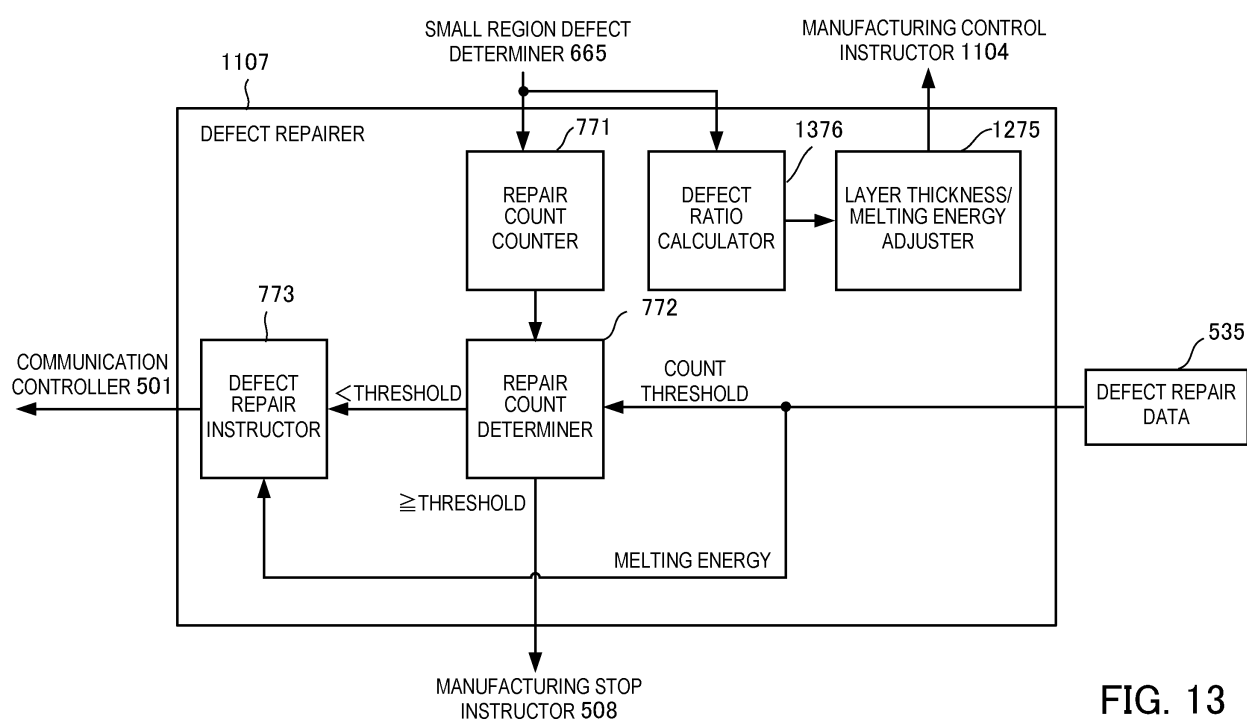 SMALL REGION DEFECT
DETERMINER 665
MANUFACTURING CONTROL
INSTRUCTOR 1104
1107
DEFECT REPAIRER
771
1376
1275
REPAIR
COUNT
COUNTER
DEFECT
RATIO
CALCULATOR
LAYER THICKNESS/
MELTING ENERGY
ADJUSTER
773
772
535
COMMUNICATION
CONTROLLER 501
DEFECT
REPAIR
INSTRUCTOR
<THRESHOLD
REPAIR
COUNT
DETERMINER
COUNT
THRESHOLD
DEFECT REPAIR
DATA
≧THRESHOLD
MELTING ENERGY
MANUFACTURING STOP
INSTRUCTOR 508
FIG. 13